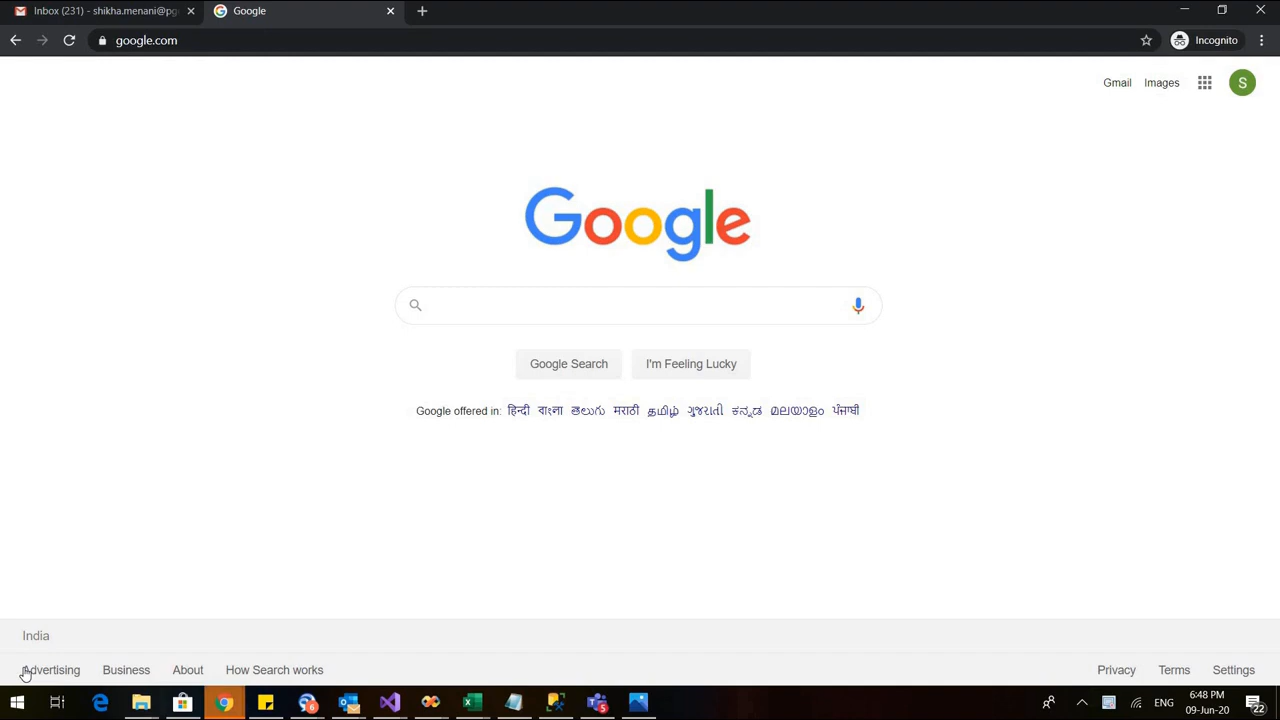 Inbox (231) - shikha.menani@pg
Google
google.com
Incognito
Gmail
Images
S
Google
Google Search
I'm Feeling Lucky
Google offered in: हिन्दी বাংলা తెలుగు मराठी தமிழ் ગુજરાતી ಕನ್ನಡ മലയാളം ਪੰਜਾਬੀ
India
Advertising Business About How Search works Privacy Terms Settings
ENG
6:48 PM
09-Jun-20
22